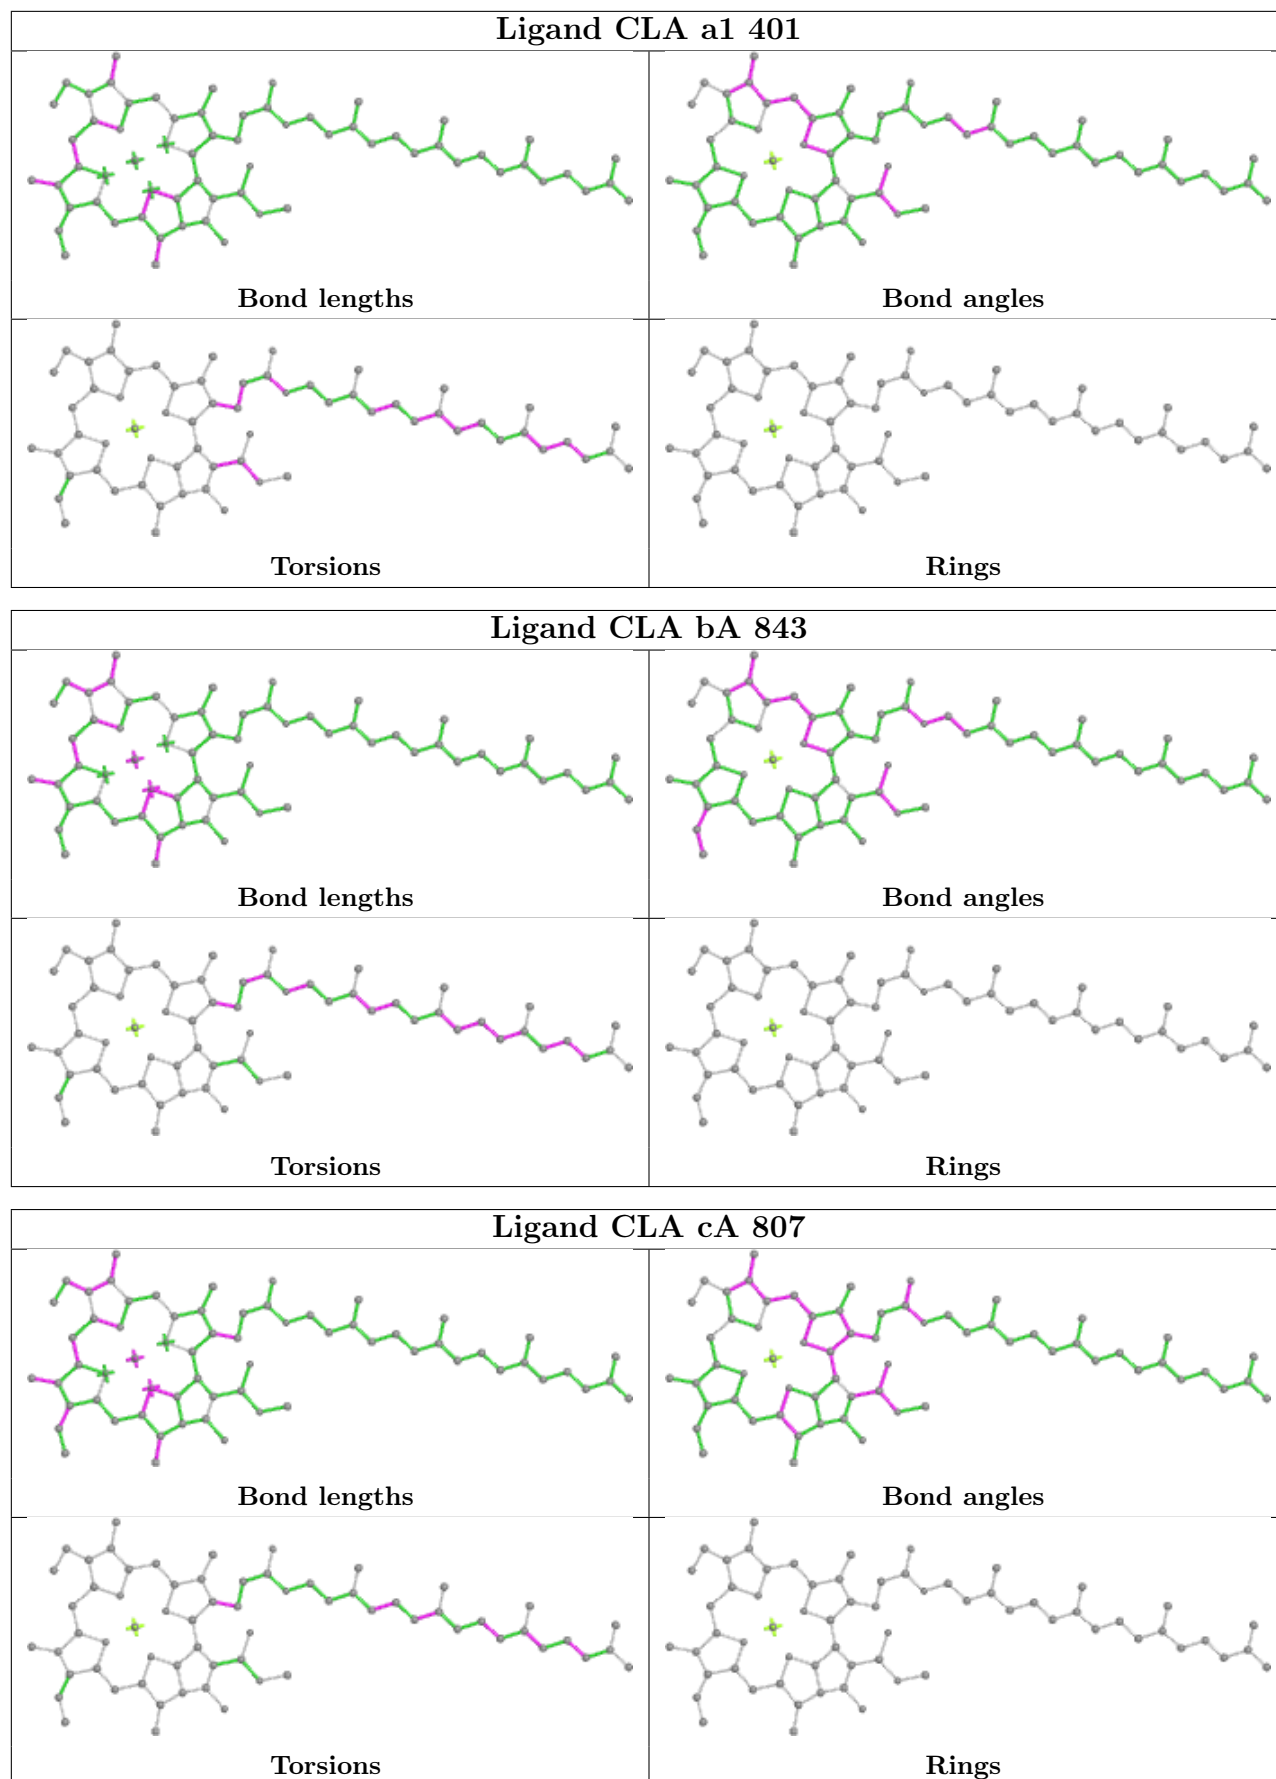 Ligand CLA a1 401
Bond lengths
Bond angles
Torsions
Rings
Ligand CLA bA 843
Bond lengths
Bond angles
Torsions
Rings
Ligand CLA cA 807
Bond lengths
Bond angles
Torsions
Rings